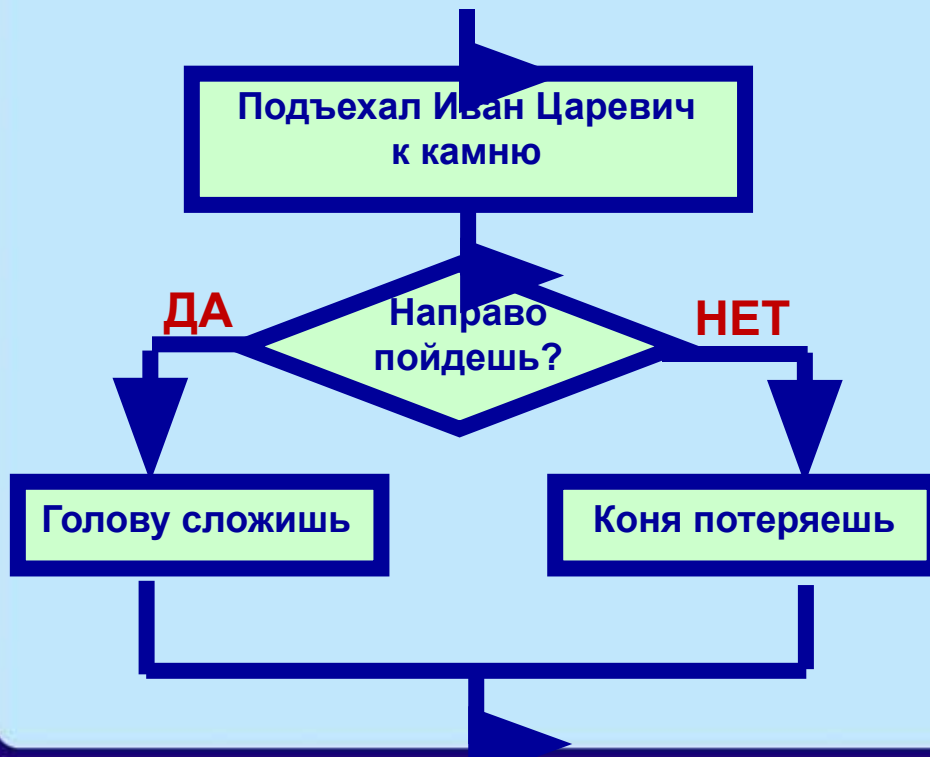 Подъехал Иван Царевич
к камню
ДА
Направо
пойдешь?
НЕТ
Голову сложишь
Коня потеряешь